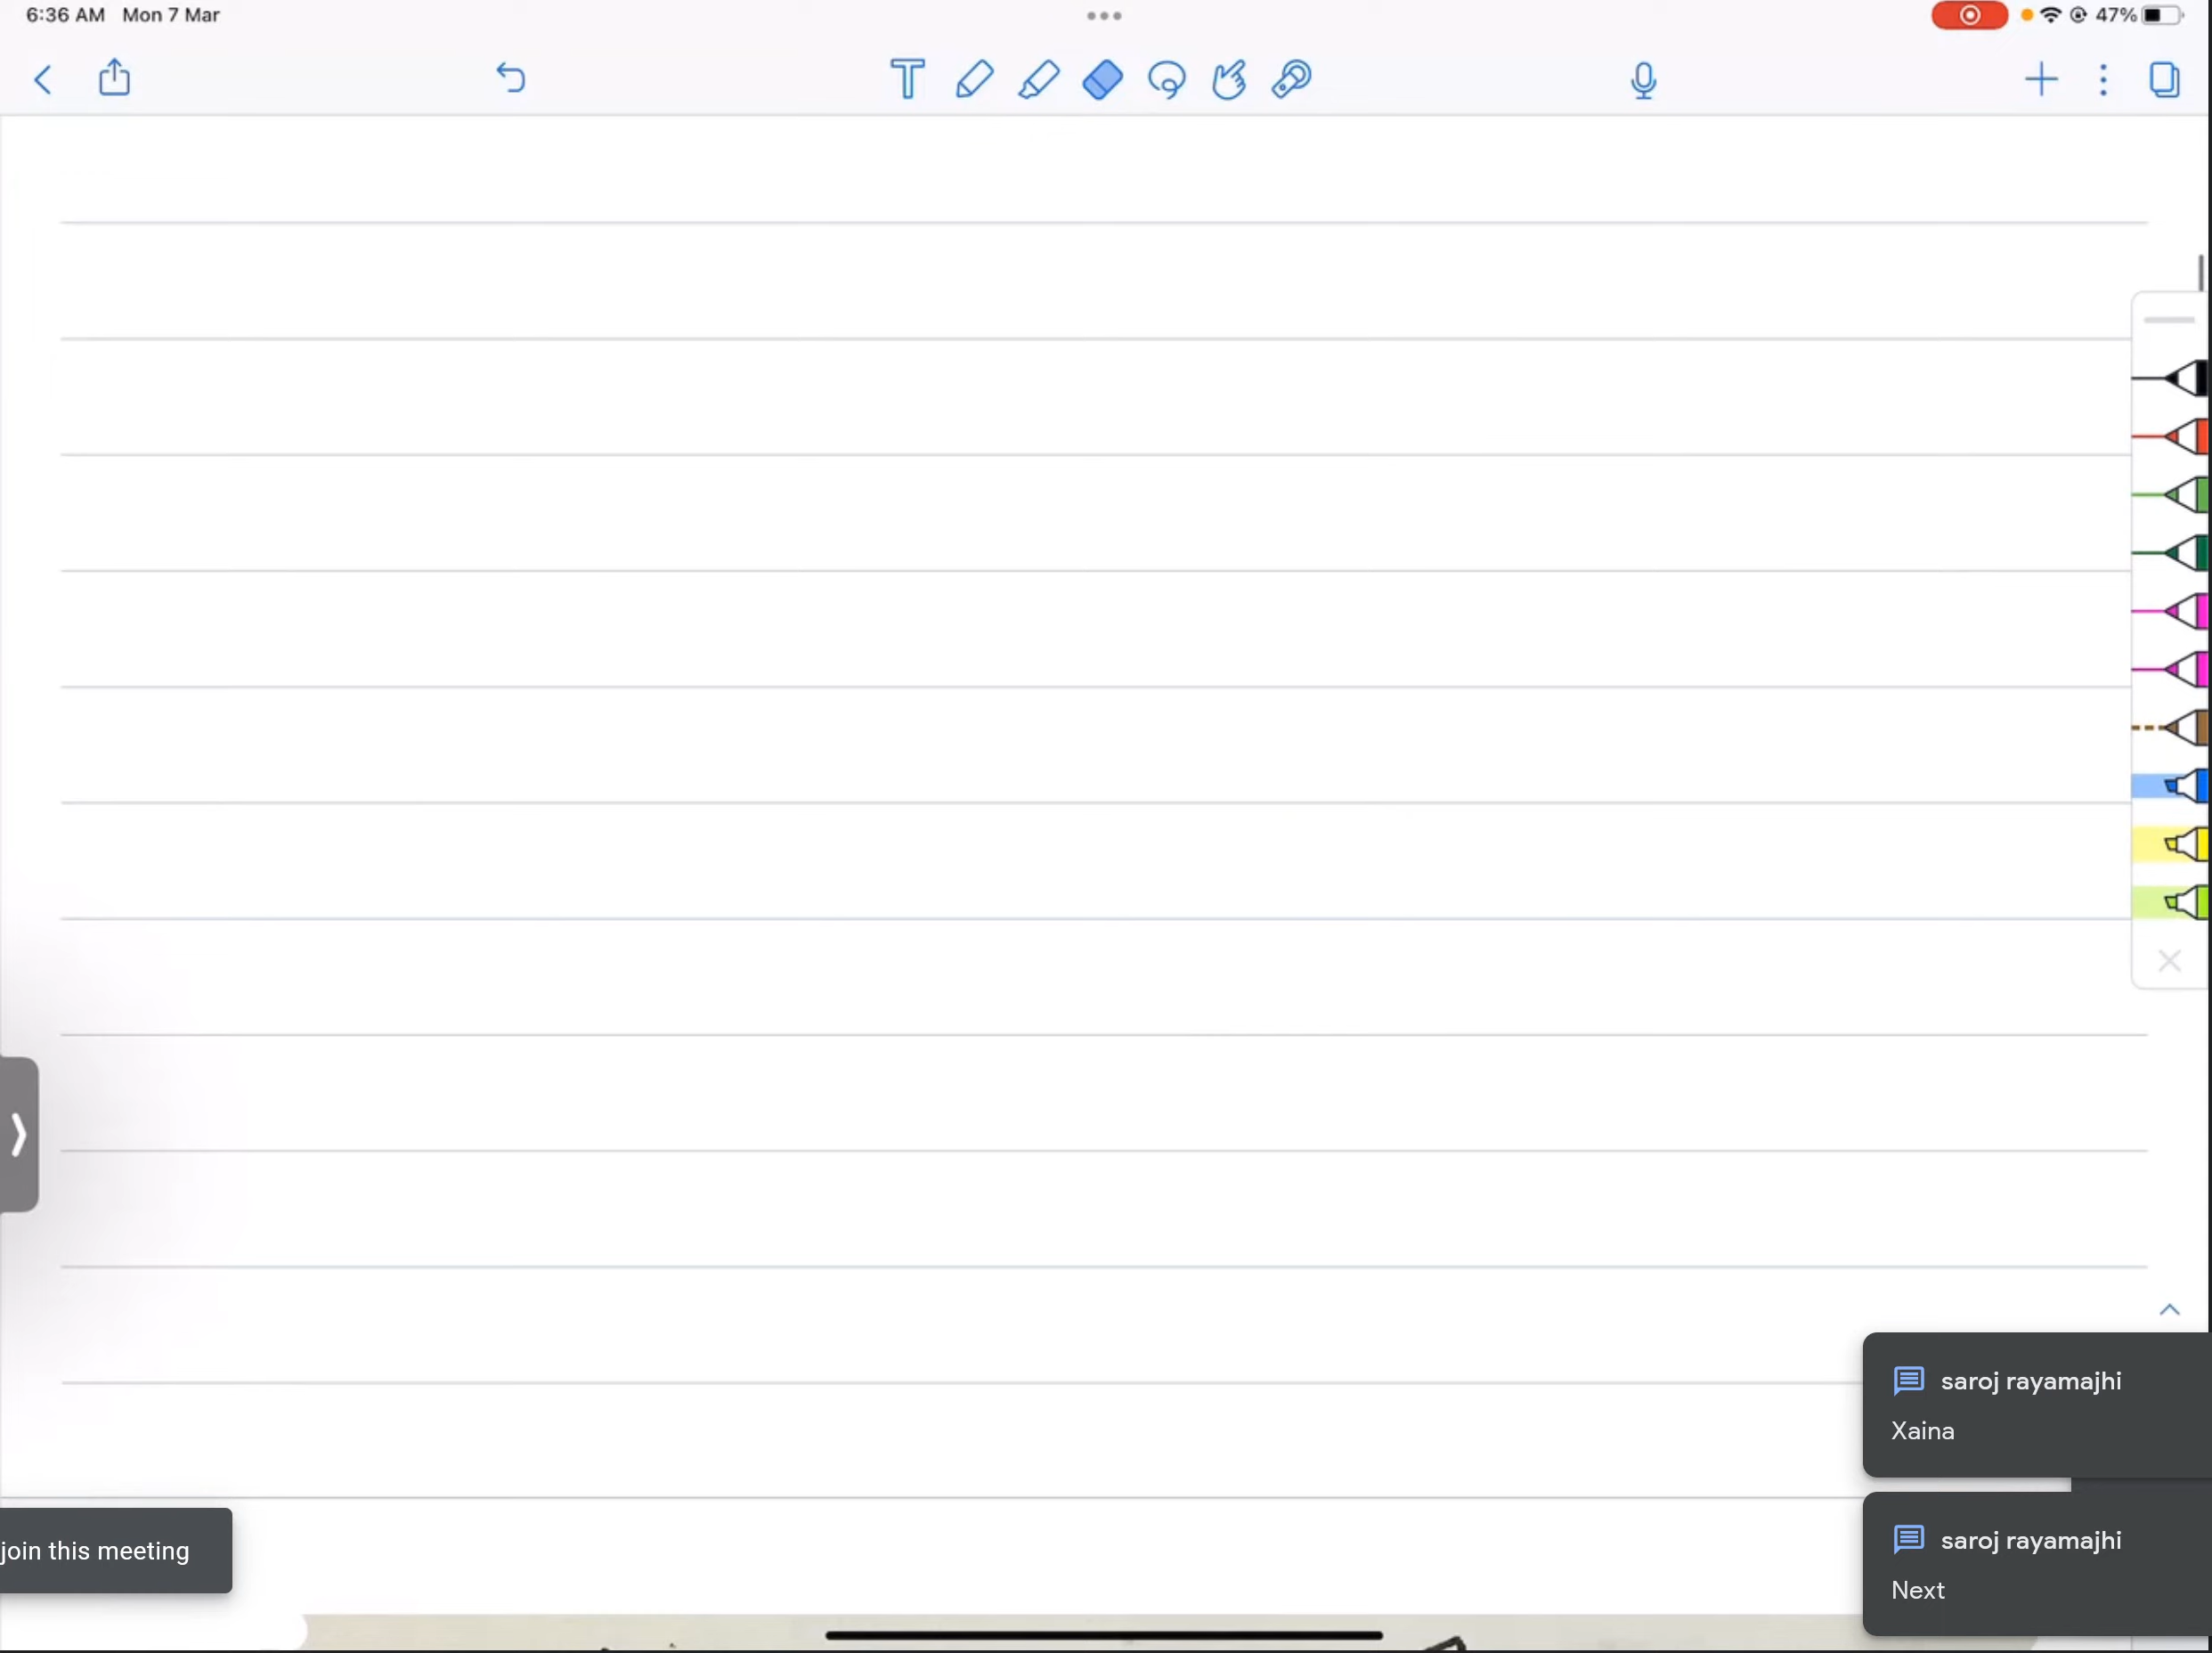 6:36 AM Mon 7 Mar
47%
saroj rayamajhi
Xaina
saroj rayamajhi
Next
join this meeting